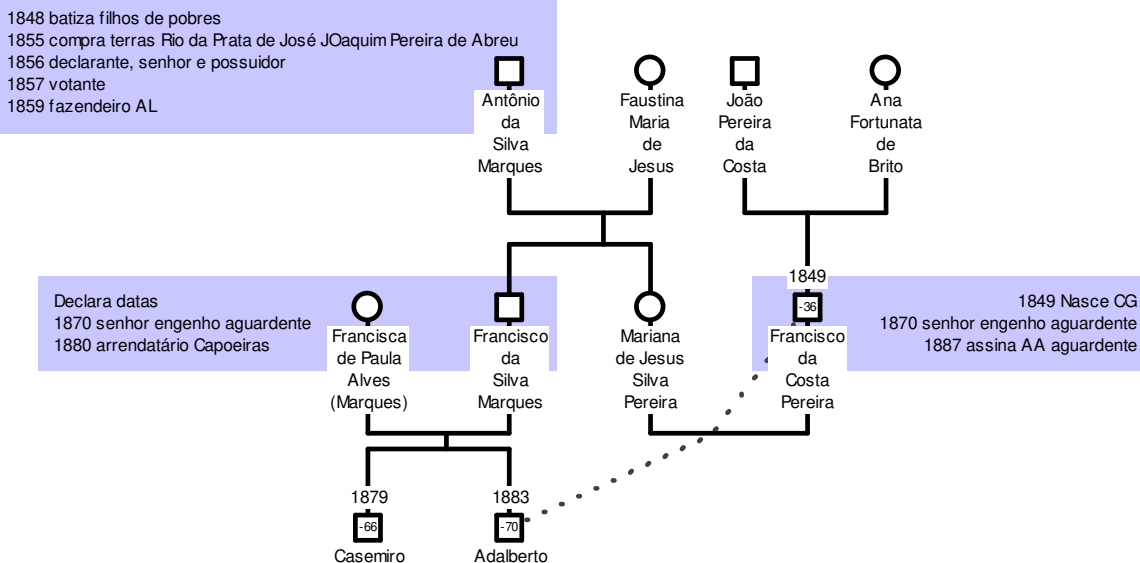 1848 batiza filhos de pobres
1855 compra terras Rio da Prata de José JOaquim Pereira de Abreu
1856 declarante, senhor e possuidor
1857 votante
1859 fazendeiro AL
Antônio
da
Silva
Marques
Faustina
Maria
de
Jesus
João
Pereira
da
Costa
Ana
Fortunata
de
Brito
Declara datas
1870 senhor engenho aguardente
1880 arrendatário Capoeiras
Francisca
de Paula
Alves
(Marques)
Francisco
da
Silva
Marques
Mariana
de Jesus
Silva
Pereira
1849
-36
Francisco
da
Costa
Pereira
1849 Nasce CG
1870 senhor engenho aguardente
1887 assina AA aguardente
1879
-66
Casemiro
1883
-70
Adalberto